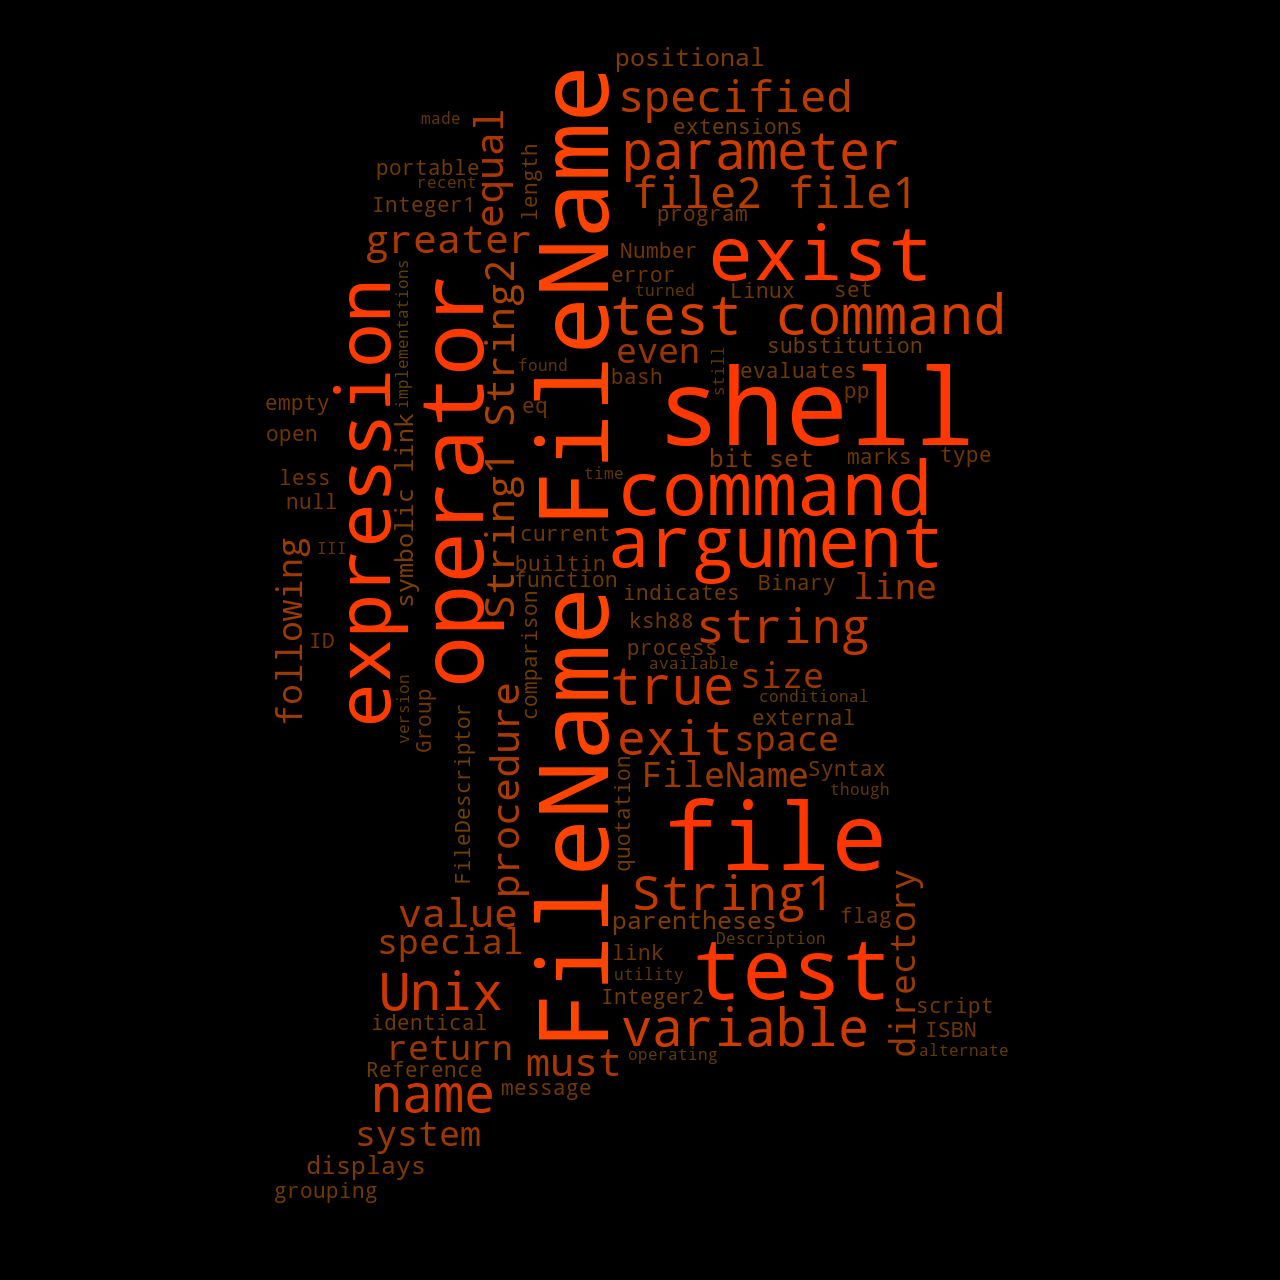 positional
specified
made
extensions
equal
parameter
length
portable
recent
file2 file1
Integer1
program
greater
Number
exist
error
turned
Linux
set
implementations
expression
operator
String1 String2
FileName FileName
test command
even
substitution
still
found
bash
evaluates
shell
pp
empty
eq
open
symbolic link
bit set
marks
type
less
time
null
command
current
argument
III
builtin
function
following
indicates
Binary
line
comparison
ksh88
string
ID
process
available
true
size
version
Group
conditional
external
exit
space
procedure
FileDescriptor
quotation
FileName
Syntax
though
file
String1
value
parentheses
flag
directory
special
Description
link
utility
test
Unix
Integer2
script
identical
variable
ISBN
return
must
operating
alternate
Reference
message
name
system
displays
grouping